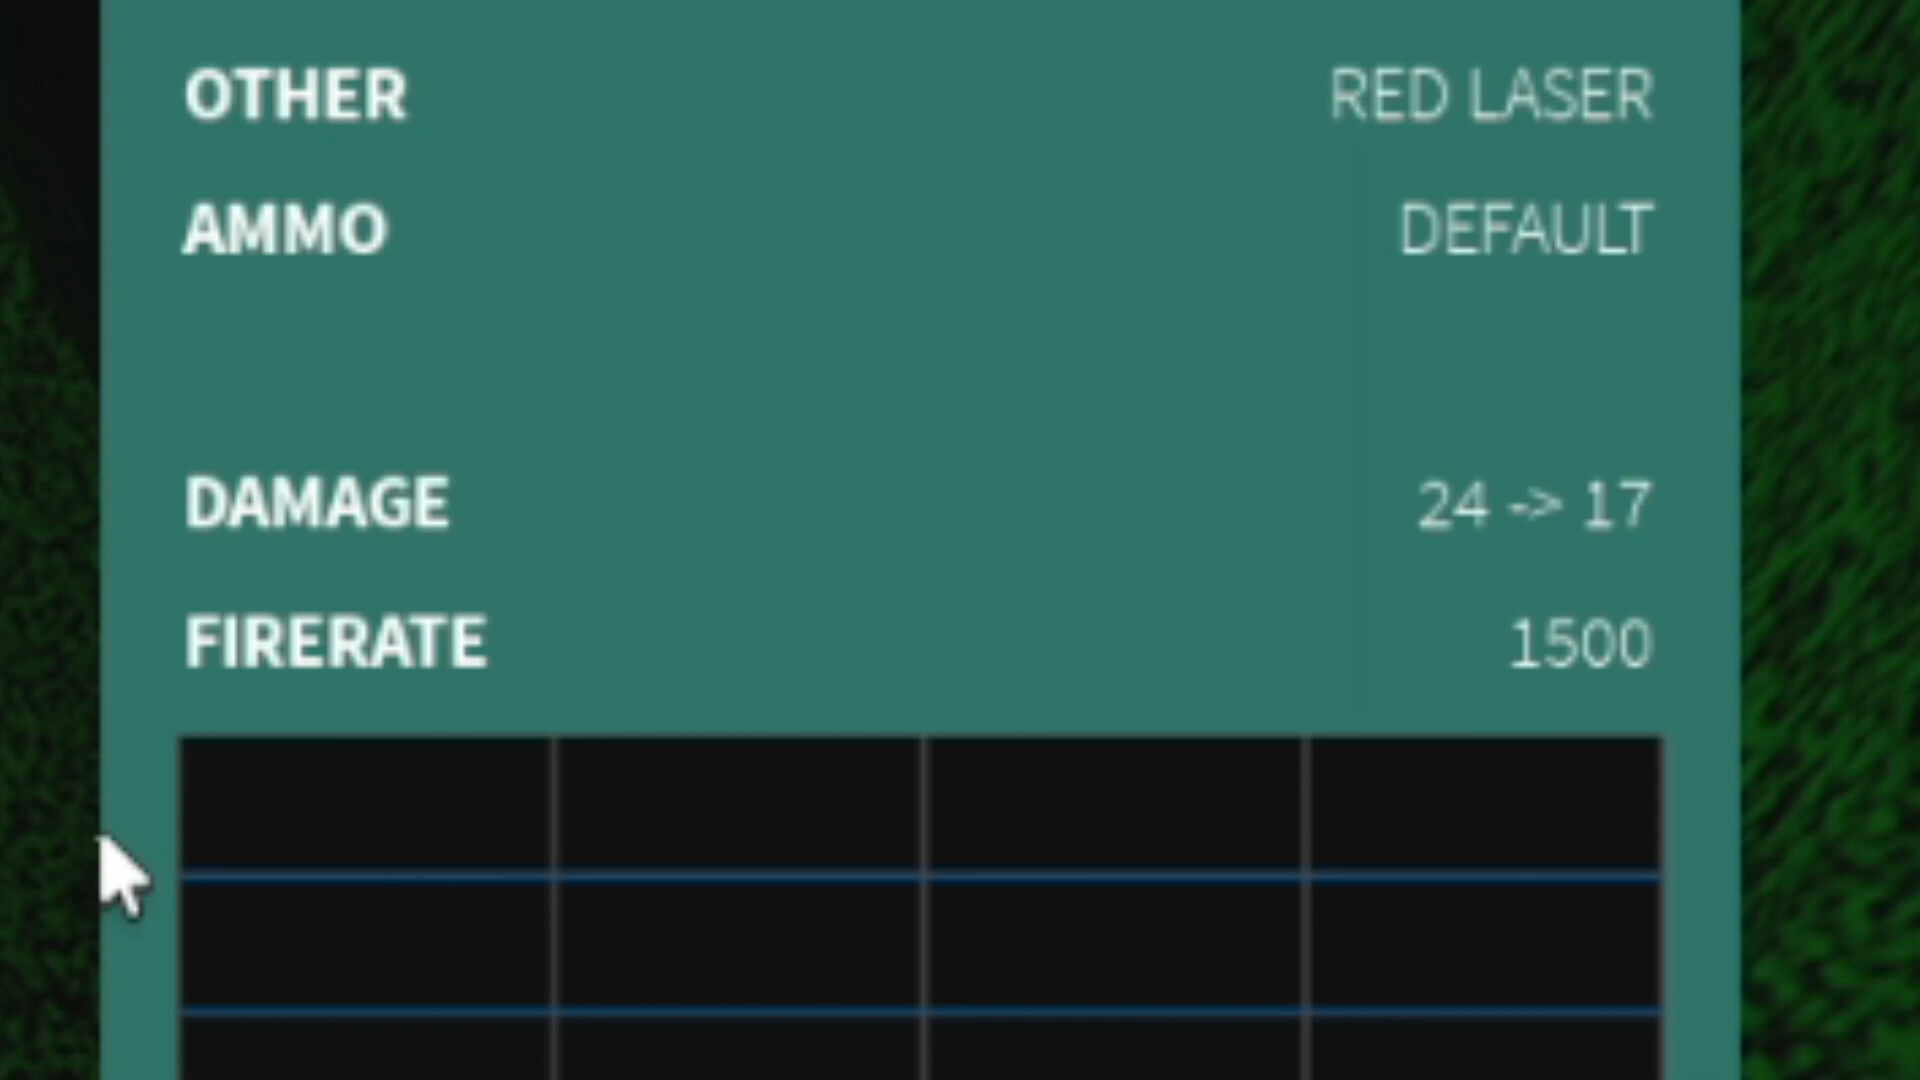 OTHER RED LASER
AMMO DEFAULT
DAMAGE 24 -> 17
FIRERATE 1500